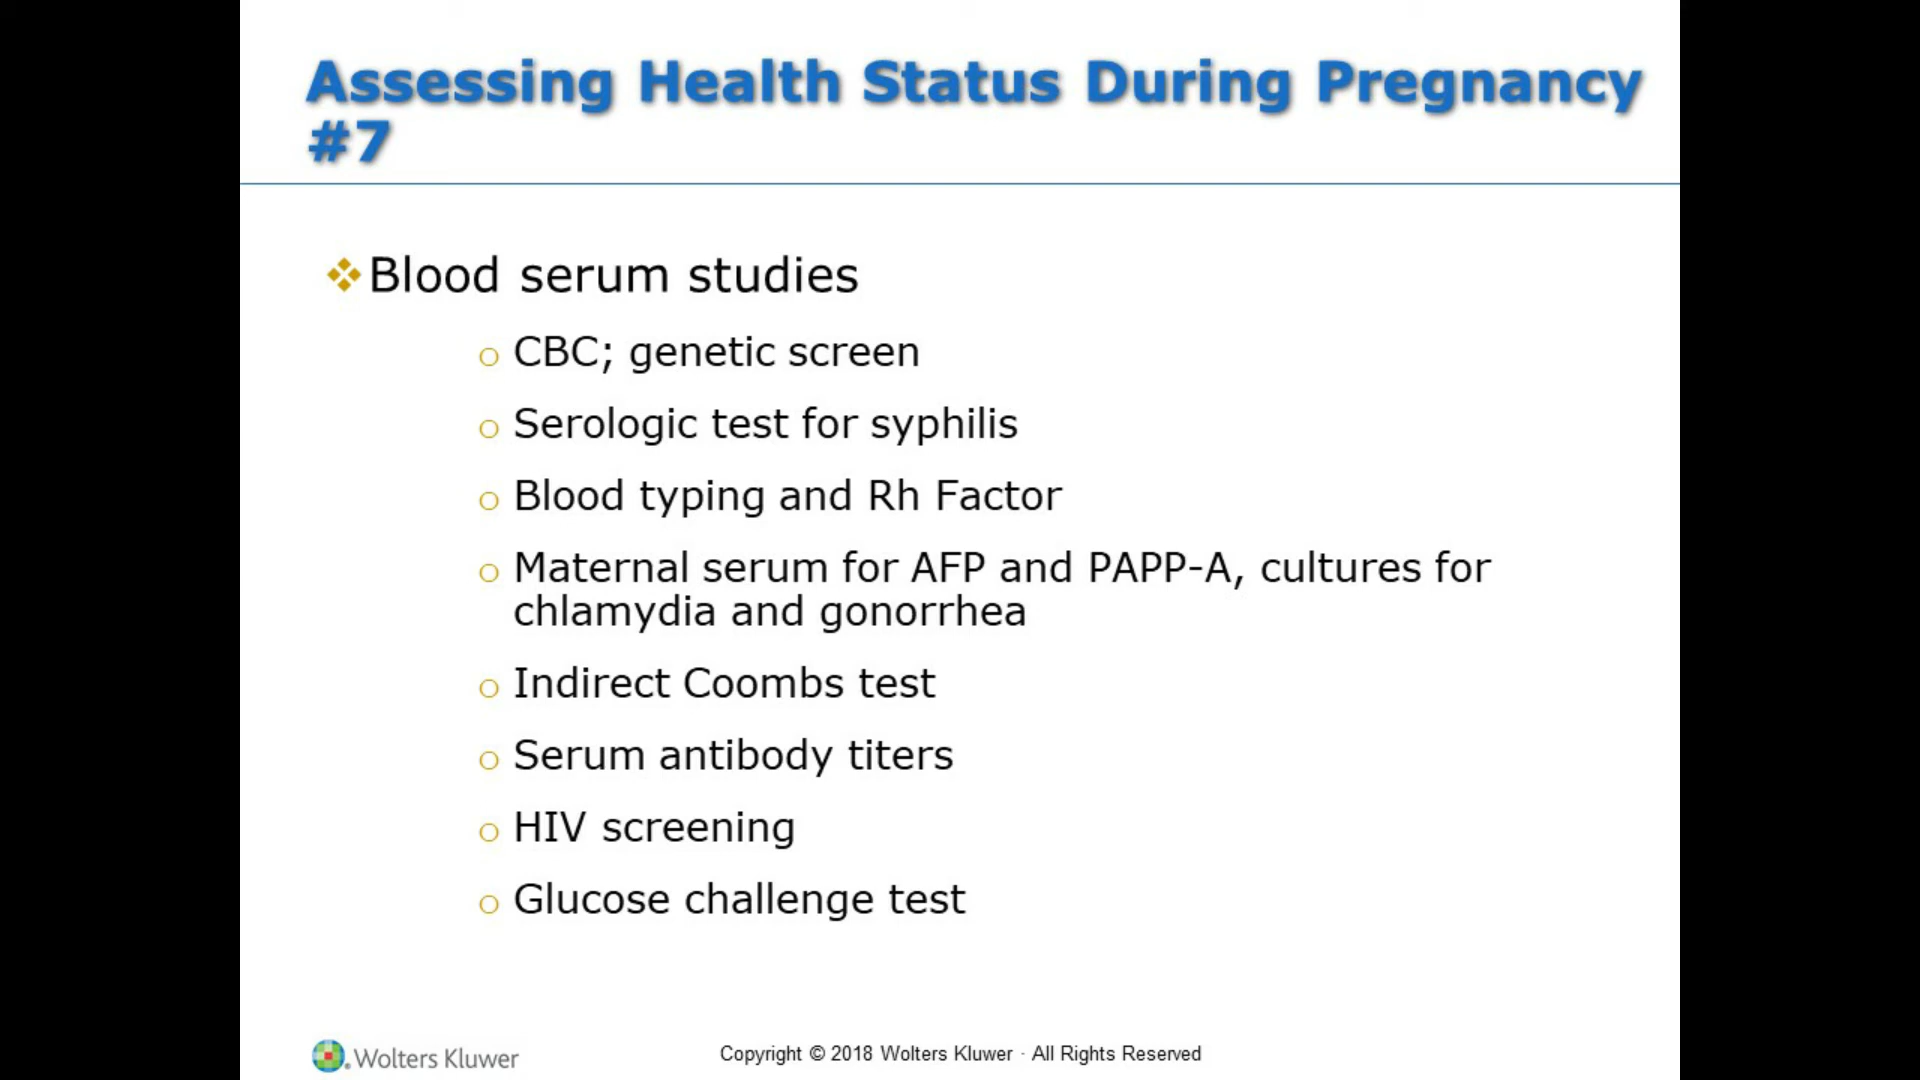 Assessing Health Status During Pregnancy
#7
Blood serum studies
CBC; genetic screen
Serologic test for syphilis
Blood typing and Rh Factor
Maternal serum for AFP and PAPP-A, cultures for
chlamydia and gonorrhea
Indirect Coombs test
Serum antibody titers
HIV screening
Glucose challenge test
Wolters Kluwer
Copyright © 2018 Wolters Kluwer · All Rights Reserved